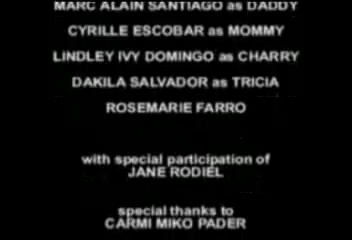 MARC ALAIN SANTIAGO as DADDY
CYRILLE ESCOBAR as MOMMY
LINDLEY IVY DOMINGO as CHARRY
DAKILA SALVADOR as TRICIA
ROSEMARIE FARRO
with special participation of
JANE RODIEL
special thanks to
CARMI MIKO PADER